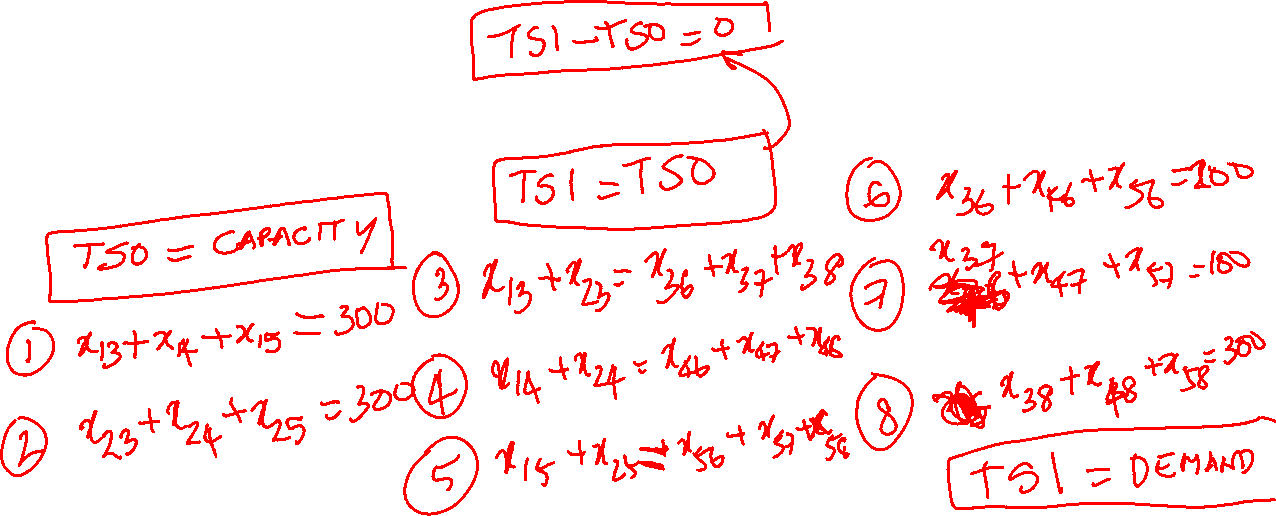 TSI - TSO = 0
TSI = TSO
TSO = CAPACITY
① x₁₃ + x₁₄ + x₁₅ = 300
② x₂₃ + x₂₄ + x₂₅ = 300
③ x₁₃ + x₂₃ = x₃₆ + x₃₇ + x₃₈
④ x₁₄ + x₂₄ = x₄₆ + x₄₇ + x₄₈
⑤ x₁₅ + x₂₅ = x₅₆ + x₅₇ + x₅₈
⑥ x₃₆ + x₄₆ + x₅₆ = 200
⑦ x₃₇ + x₄₇ + x₅₇ = 100
⑧ x₃₈ + x₄₈ + x₅₈ = 300
TSI = DEMAND